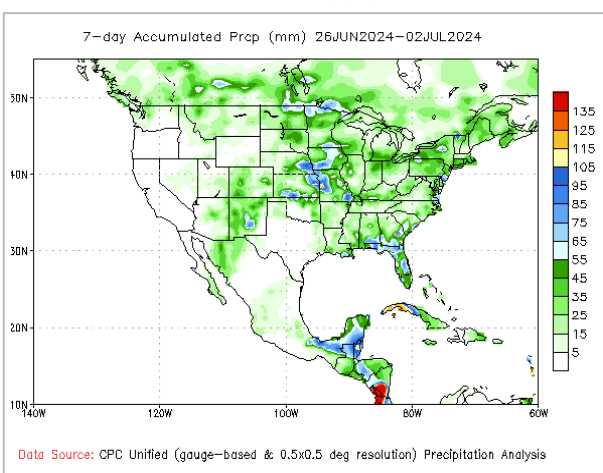 7-day Accumulated Prcp (mm) 26JUN2024-02JUL2024
50N
40N
30N
20N
10N
140W 120W 100W 80W 60W
135
125
115
105
95
85
75
65
55
45
35
25
15
5
Data Source: CPC Unified (gauge-based & 0.5x0.5 deg resolution) Precipitation Analysis